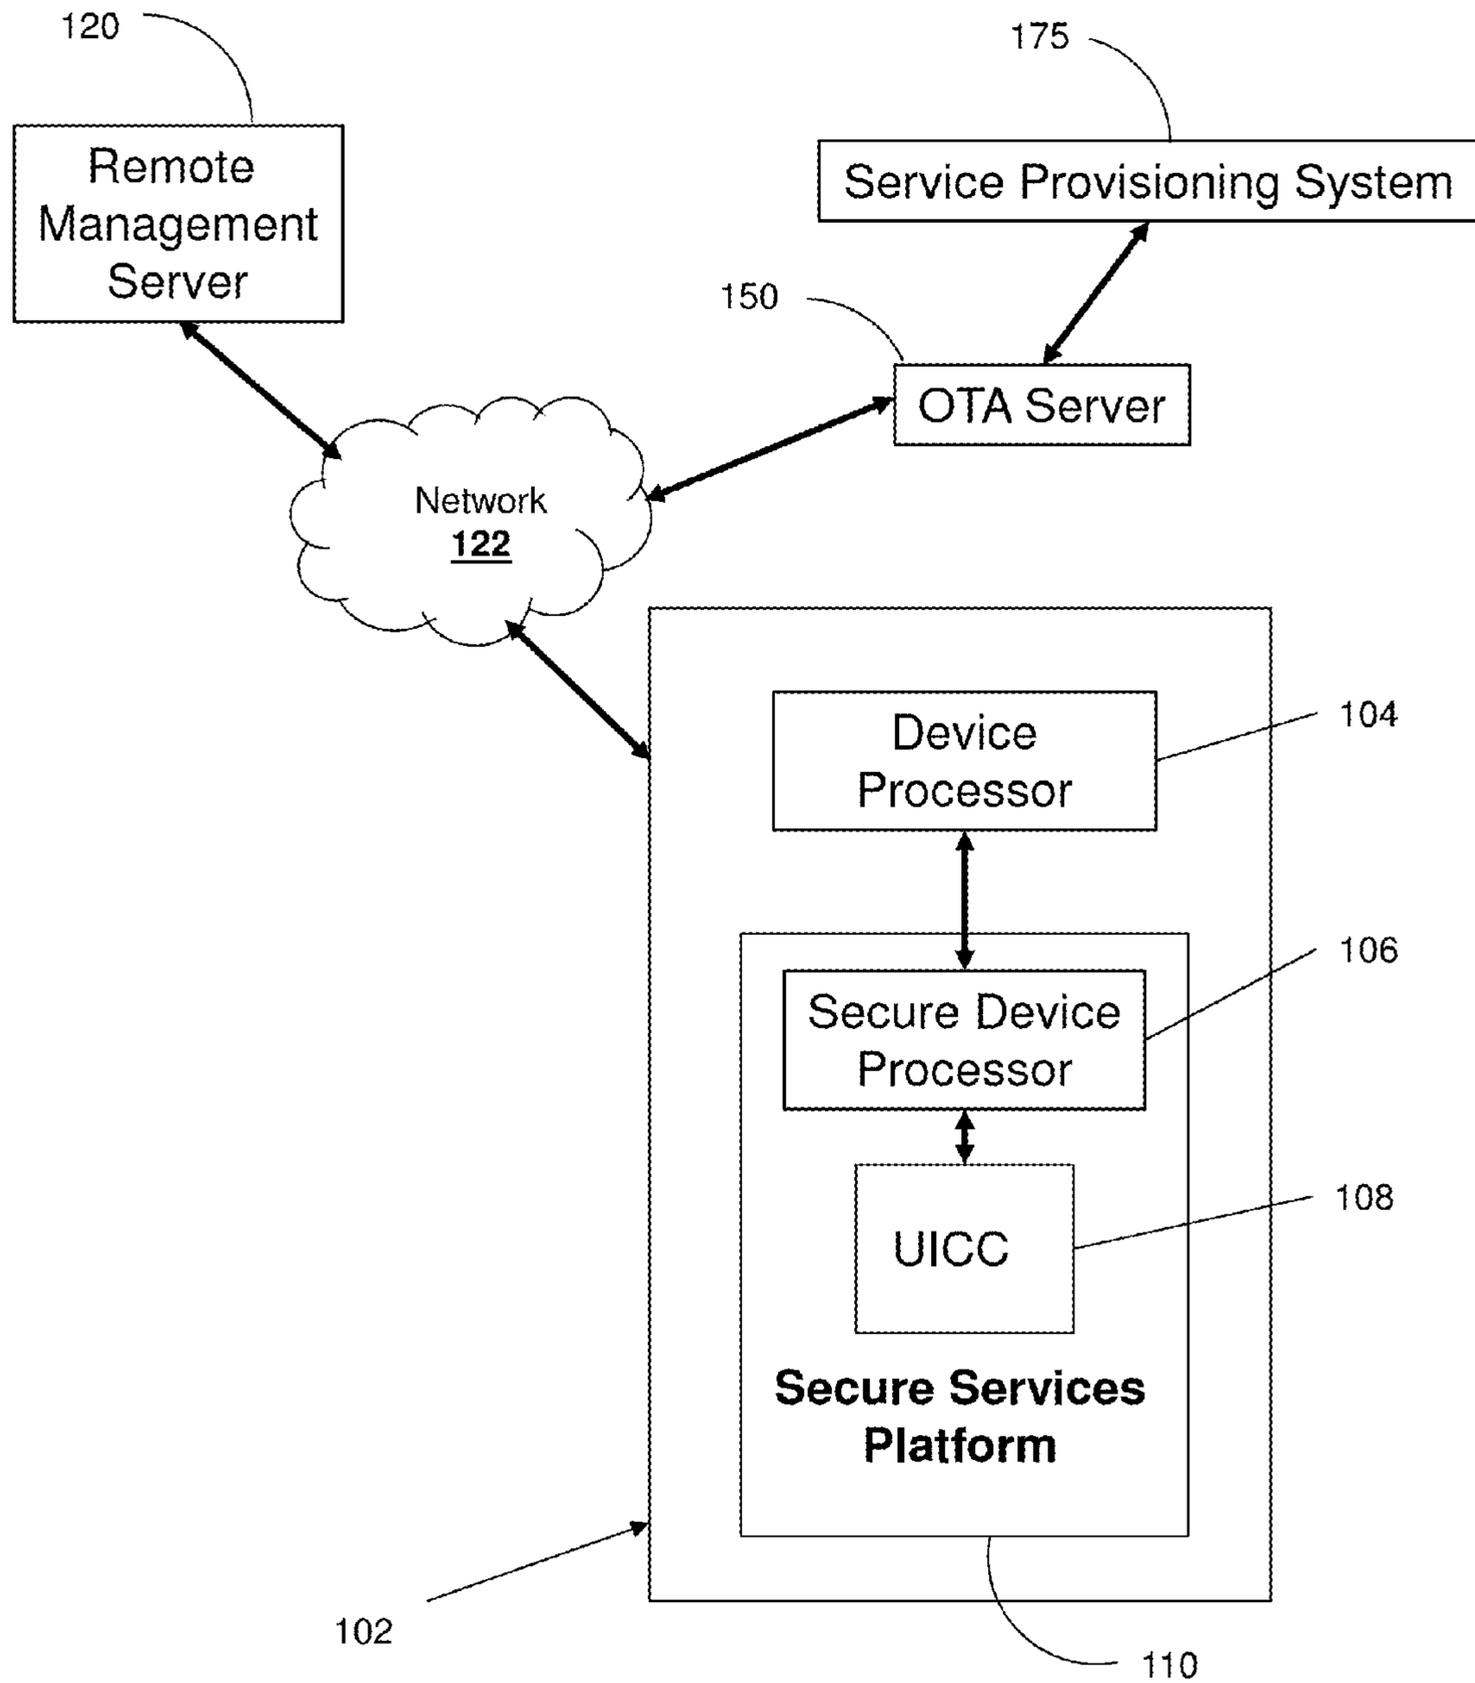 120
175
Remote
Management
Server
Service Provisioning System
150
OTA Server
Network
122
Device
Processor
104
106
Secure Device
Processor
108
UICC
Secure Services
Platform
102
110